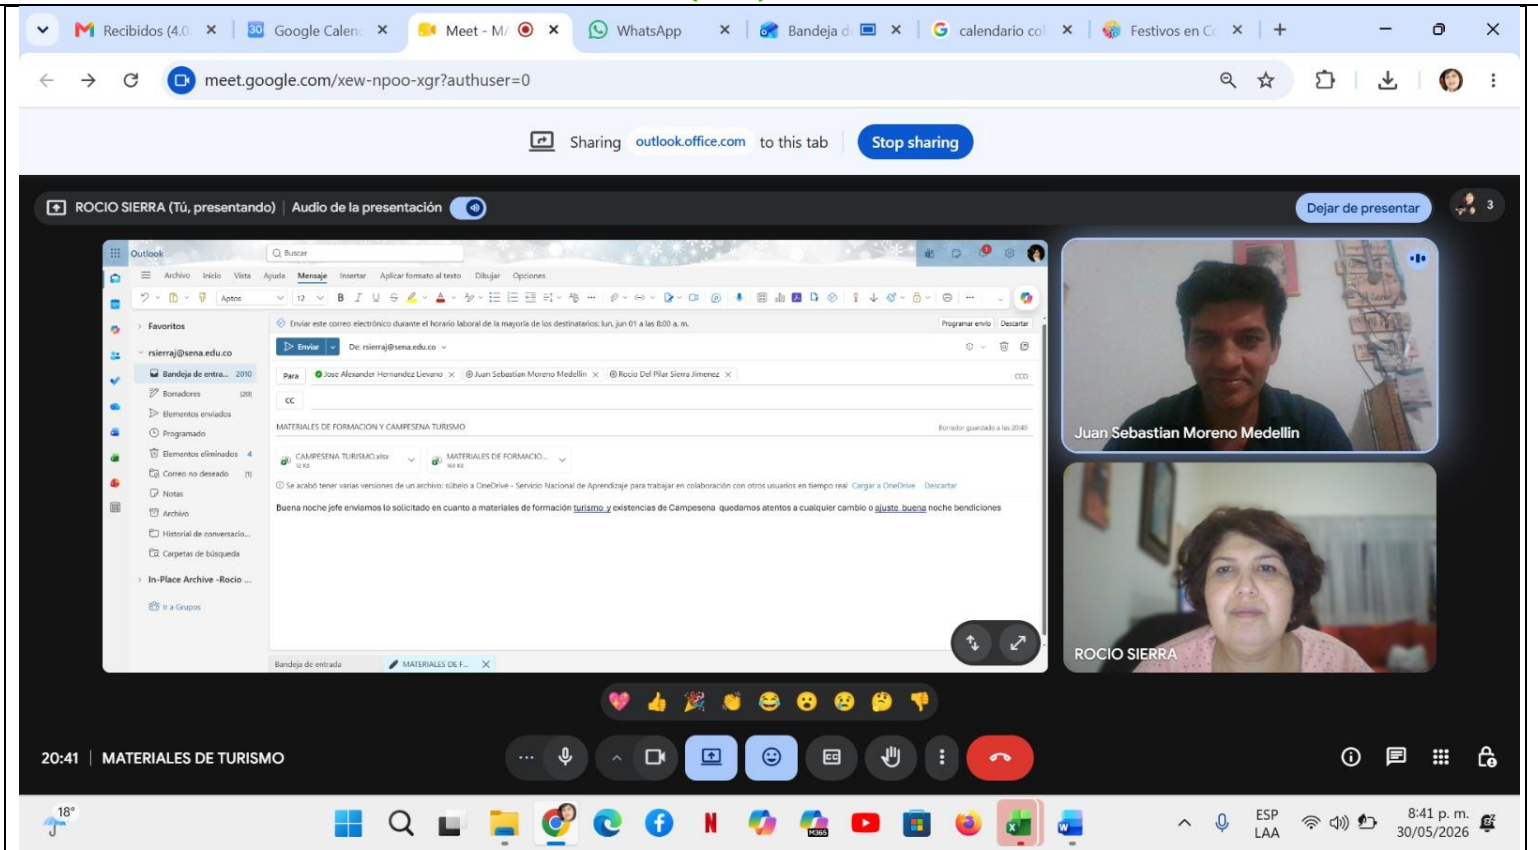 Recibidos (4.0
Google Calen
Meet - MA
WhatsApp
Bandeja d
calendario col
Festivos en C
meet.google.com/xew-npoo-xgr?authuser=0
Sharing outlook.office.com to this tab Stop sharing
ROCIO SIERRA (Tú, presentando) | Audio de la presentación
Dejar de presentar
3
Outlook
Buscar
Archivo Inicio Vista Ayuda Mensaje Insertar Aplicar formato al texto Dibujar Opciones
Aptos 12 B I U S
Favoritos
Enviar este correo electrónico durante el horario laboral de la mayoría de los destinatarios: lun, jun 01 a las 8:00 a. m.
Programar envío Descartar
rsierraj@sena.edu.co
Enviar De: rsierraj@sena.edu.co
Bandeja de entra... 2010
Para Jose Alexander Hernandez Lievano Juan Sebastian Moreno Medellin Rocio Del Pilar Sierra Jimenez
CCO
Borradores [20]
CC
Elementos enviados
MATERIALES DE FORMACION Y CAMPESENA TURISMO
Borrador guardado a las 20:40
Programado
Elementos eliminados 4
CAMPESENA TURISMO.xlsx
12 KB
MATERIALES DE FORMACIO...
Correo no deseado [1]
Se acabó tener varias versiones de un archivo: súbelo a OneDrive - Servicio Nacional de Aprendizaje para trabajar en colaboración con otros usuarios en tiempo real. Cargar a OneDrive Descartar
Notas
Archivo
Buena noche jefe enviamos lo solicitado en cuanto a materiales de formación turismo y existencias de Campesena quedamos atentos a cualquier cambio o ajuste buena noche bendiciones
Historial de conversacio...
Carpetas de búsqueda
In-Place Archive -Rocio ...
Ir a Grupos
Bandeja de entrada
MATERIALES DE F...
Juan Sebastian Moreno Medellin
ROCIO SIERRA
20:41 | MATERIALES DE TURISMO
18°
ESP
LAA
8:41 p. m.
30/05/2026